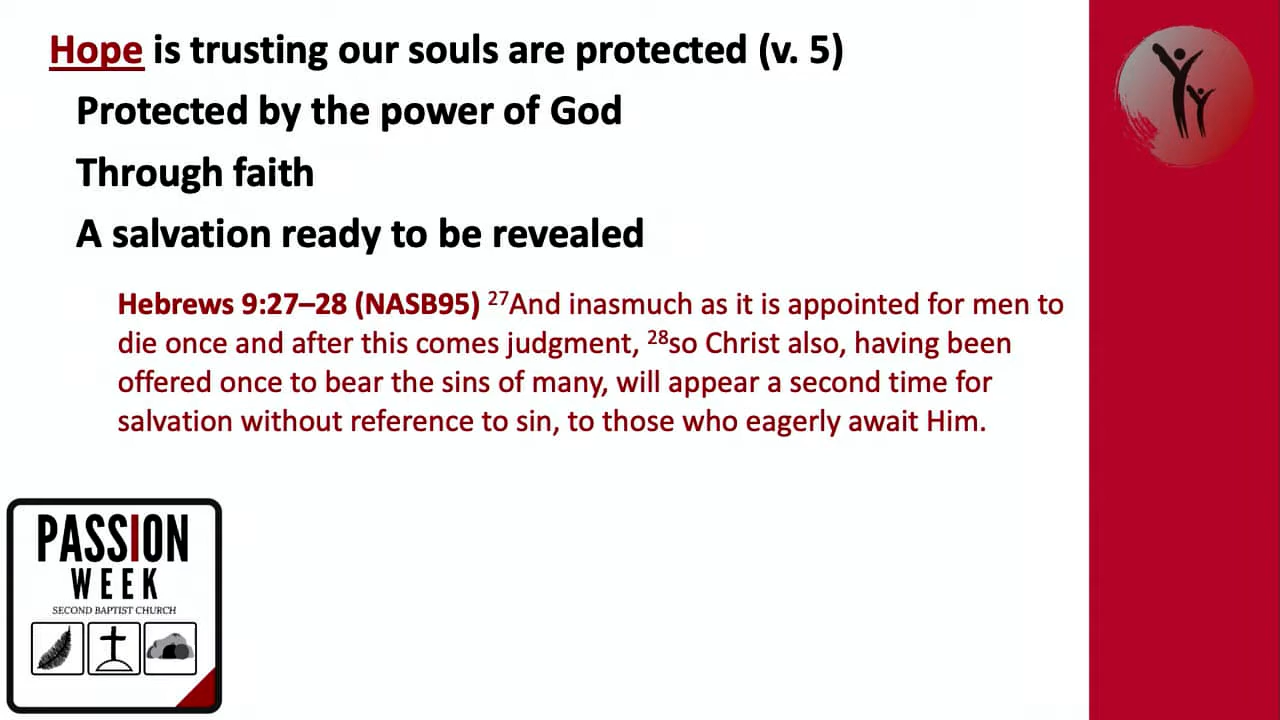 Hope is trusting our souls are protected (v. 5)
Protected by the power of God
Through faith
A salvation ready to be revealed
Hebrews 9:27–28 (NASB95) ²⁷And inasmuch as it is appointed for men to
die once and after this comes judgment, ²⁸so Christ also, having been
offered once to bear the sins of many, will appear a second time for
salvation without reference to sin, to those who eagerly await Him.
PASSION
WEEK
SECOND BAPTIST CHURCH